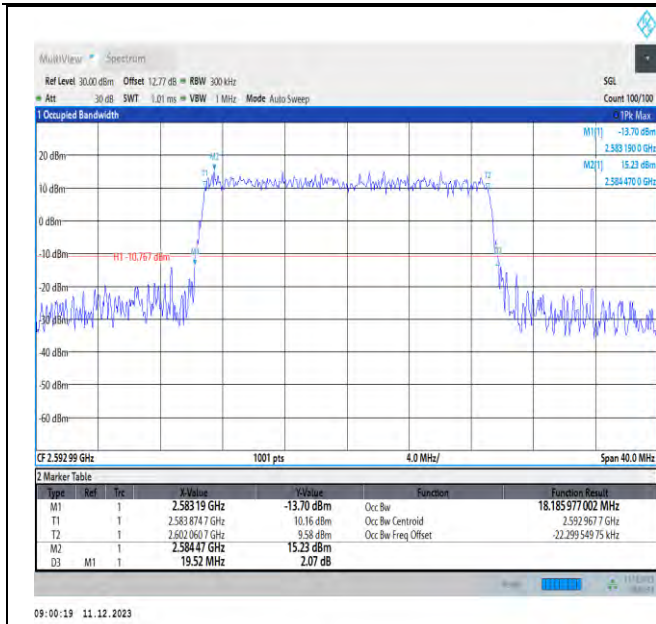 MultiView Spectrum
Ref Level 30.00 dBm Offset 12.77 dB RBW 300 kHz SGL
Att 30 dB SWT 1.01 ms VBW 1 MHz Mode Auto Sweep Count 100/100
1 Occupied Bandwidth 1Pk Max
M1[1] -13.70 dBm
2.583 190 0 GHz
M2[1] 15.23 dBm
2.584 470 0 GHz
M2
T1 T2
20 dBm
10 dBm
0 dBm
-10 dBm
H1 -10.767 dBm
M1
-20 dBm
-30 dBm
-40 dBm
-50 dBm
-60 dBm
CF 2.592 99 GHz 1001 pts 4.0 MHz/ Span 40.0 MHz
2 Marker Table
Type Ref Trc X-Value Y-Value Function Function Result
M1 1 2.583 19 GHz -13.70 dBm Occ Bw 18.185 977 002 MHz
T1 1 2.583 874 7 GHz 10.16 dBm Occ Bw Centroid 2.592 967 7 GHz
T2 1 2.602 060 7 GHz 9.58 dBm Occ Bw Freq Offset -22.299 549 75 kHz
M2 1 2.584 47 GHz 15.23 dBm
D3 M1 1 19.52 MHz 2.07 dB
09:00:19 11.12.2023